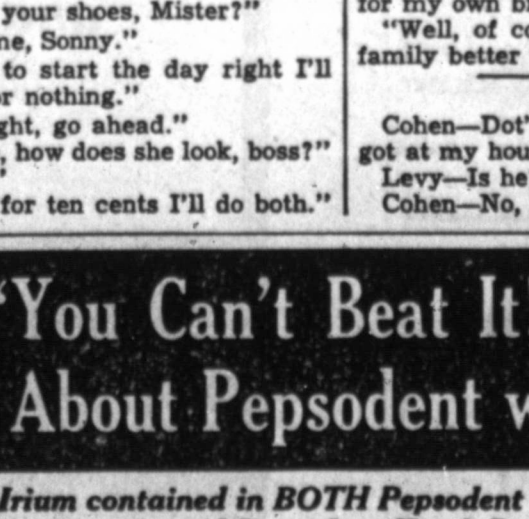 your shoes, Mister?"
ne, Sonny."
to start the day right I'll
r nothing."
ght, go ahead."
, how does she look, boss?"
for ten cents I'll do both."
for my own b
"Well, of co
family better
Cohen—Dot'
got at my hou
Levy—Is he
Cohen—No,
"You Can't Beat It
About Pepsodent w
Irium contained in BOTH Pepsodent